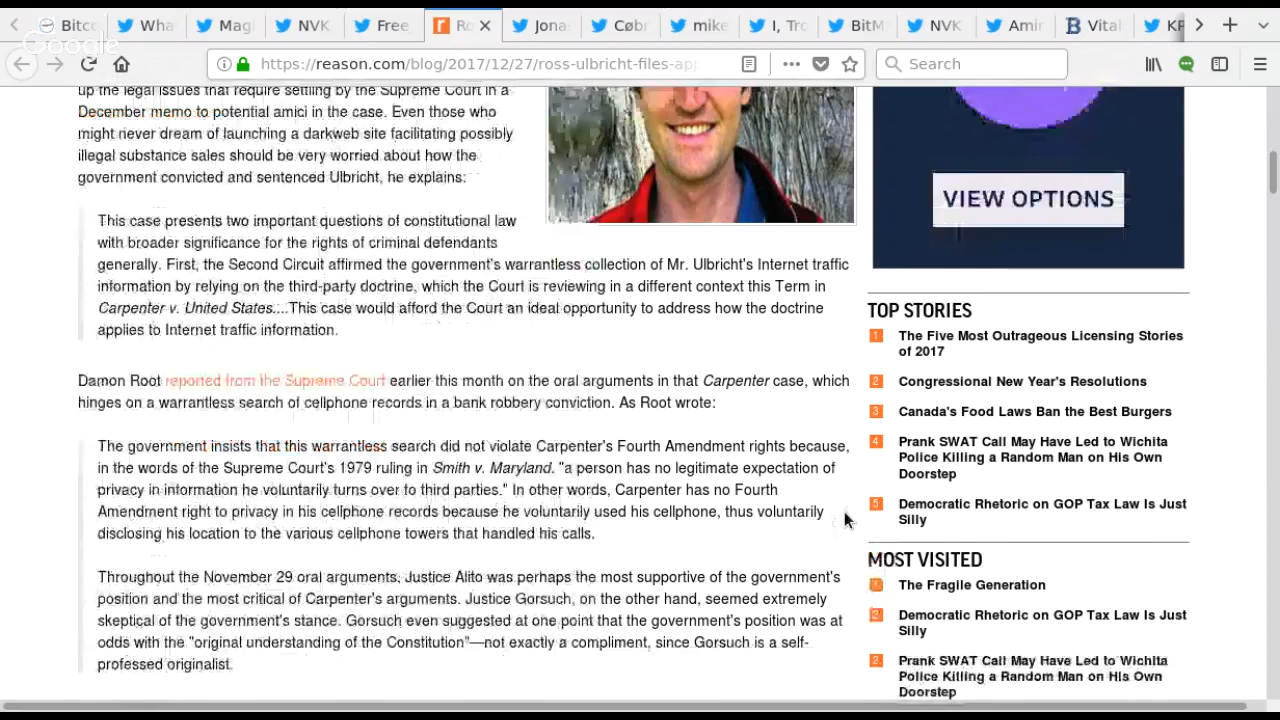 Bitco
Wha
Magi
NVK
Free
Ro
Jona
Cøbr
mike
I, Tro
BitM
NVK
Amir
Vital
KF
Google
https://reason.com/blog/2017/12/27/ross-ulbricht-files-app
Search
up the legal issues that require settling by the Supreme Court in a
December memo to potential amici in the case. Even those who
might never dream of launching a darkweb site facilitating possibly
illegal substance sales should be very worried about how the
government convicted and sentenced Ulbricht, he explains:
This case presents two important questions of constitutional law
with broader significance for the rights of criminal defendants
generally. First, the Second Circuit affirmed the government's warrantless collection of Mr. Ulbricht's Internet traffic
information by relying on the third-party doctrine, which the Court is reviewing in a different context this Term in
Carpenter v. United States....This case would afford the Court an ideal opportunity to address how the doctrine
applies to Internet traffic information.
Damon Root reported from the Supreme Court earlier this month on the oral arguments in that Carpenter case, which
hinges on a warrantless search of cellphone records in a bank robbery conviction. As Root wrote:
The government insists that this warrantless search did not violate Carpenter's Fourth Amendment rights because,
in the words of the Supreme Court's 1979 ruling in Smith v. Maryland. "a person has no legitimate expectation of
privacy in information he voluntarily turns over to third parties." In other words, Carpenter has no Fourth
Amendment right to privacy in his cellphone records because he voluntarily used his cellphone, thus voluntarily
disclosing his location to the various cellphone towers that handled his calls.
Throughout the November 29 oral arguments, Justice Alito was perhaps the most supportive of the government's
position and the most critical of Carpenter's arguments. Justice Gorsuch, on the other hand, seemed extremely
skeptical of the government's stance. Gorsuch even suggested at one point that the government's position was at
odds with the "original understanding of the Constitution"—not exactly a compliment, since Gorsuch is a self-
professed originalist.
VIEW OPTIONS
TOP STORIES
1 The Five Most Outrageous Licensing Stories
of 2017
2 Congressional New Year's Resolutions
3 Canada's Food Laws Ban the Best Burgers
4 Prank SWAT Call May Have Led to Wichita
Police Killing a Random Man on His Own
Doorstep
5 Democratic Rhetoric on GOP Tax Law Is Just
Silly
MOST VISITED
The Fragile Generation
Democratic Rhetoric on GOP Tax Law Is Just
Silly
Prank SWAT Call May Have Led to Wichita
Police Killing a Random Man on His Own
Doorstep